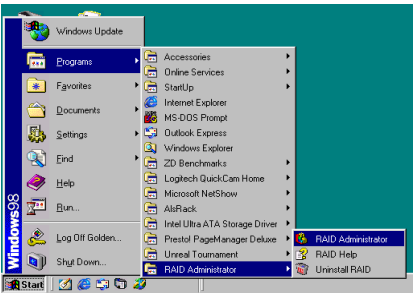 Windows Update
Programs
Favorites
Documents
Settings
Find
Help
Run...
Log Off Golden...
Shut Down...
Windows98
Start
Accessories
Online Services
StartUp
Internet Explorer
MS-DOS Prompt
Outlook Express
Windows Explorer
ZD Benchmarks
Logitech QuickCam Home
Microsoft NetShow
AlsRack
Intel Ultra ATA Storage Driver
Prestol PageManager Deluxe
Unreal Tournament
RAID Administrator
RAID Administrator
RAID Help
Uninstall RAID